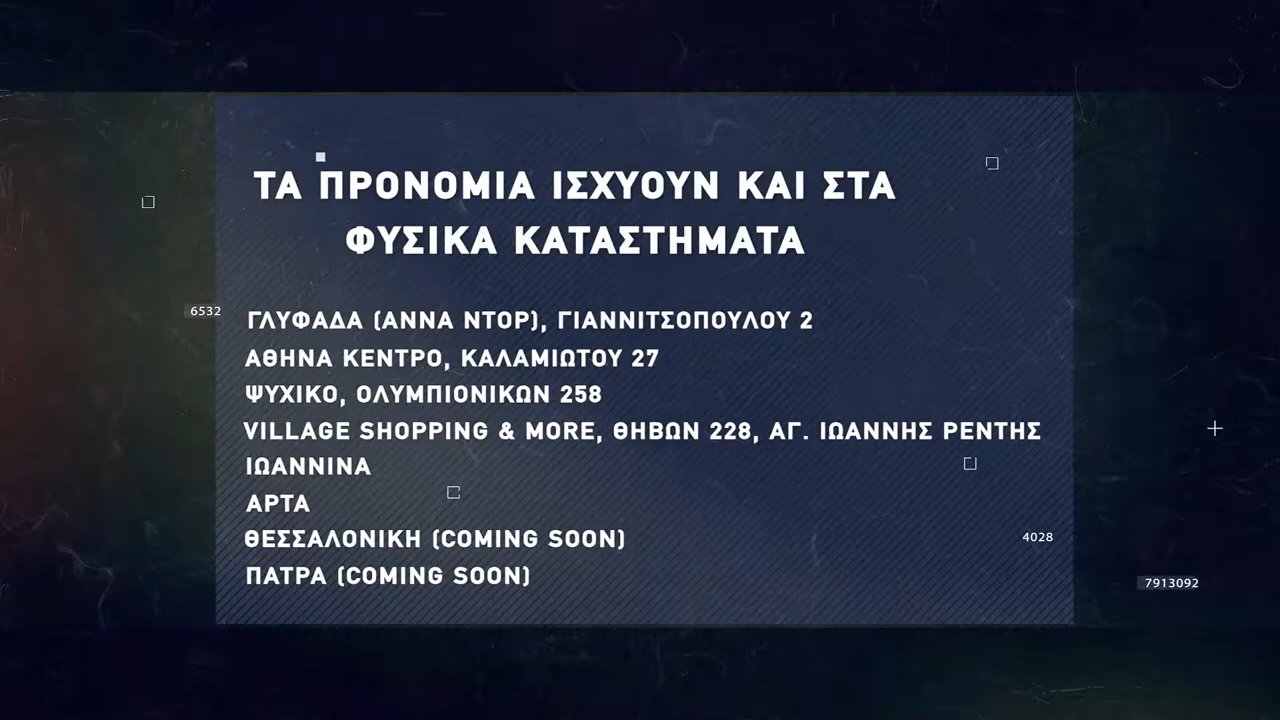 ΤΑ ΠΡΟΝΟΜΙΑ ΙΣΧΥΟΥΝ ΚΑΙ ΣΤΑ
ΦΥΣΙΚΑ ΚΑΤΑΣΤΗΜΑΤΑ
6532
ΓΛΥΦΑΔΑ (ΑΝΝΑ ΝΤΟΡ), ΓΙΑΝΝΙΤΣΟΠΟΥΛΟΥ 2
ΑΘΗΝΑ ΚΕΝΤΡΟ, ΚΑΛΑΜΙΩΤΟΥ 27
ΨΥΧΙΚΟ, ΟΛΥΜΠΙΟΝΙΚΩΝ 258
VILLAGE SHOPPING & MORE, ΘΗΒΩΝ 228, ΑΓ. ΙΩΑΝΝΗΣ ΡΕΝΤΗΣ
ΙΩΑΝΝΙΝΑ
ΑΡΤΑ
ΘΕΣΣΑΛΟΝΙΚΗ (COMING SOON)
4028
ΠΑΤΡΑ (COMING SOON)
7913092